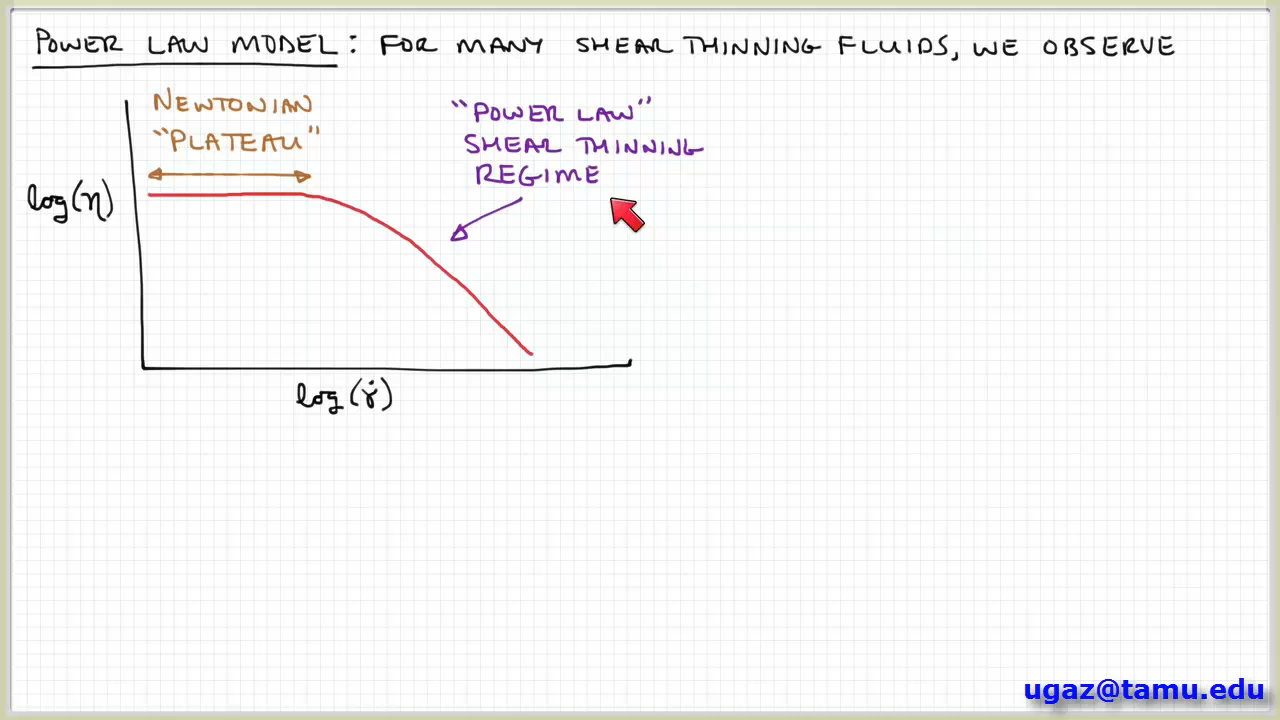 POWER LAW MODEL: FOR MANY SHEAR THINNING FLUIDS, WE OBSERVE
NEWTONIAN
"PLATEAU"
"POWER LAW"
SHEAR THINNING
REGIME
log(η)
log(γ̇)
ugaz@tamu.edu